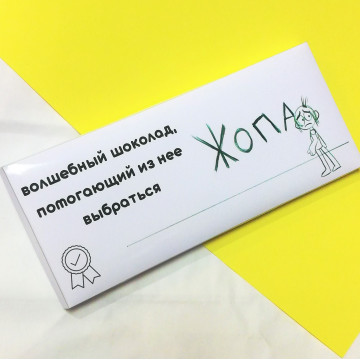 волшебный шоколад,
помогающий из нее
выбраться
ЖОПА